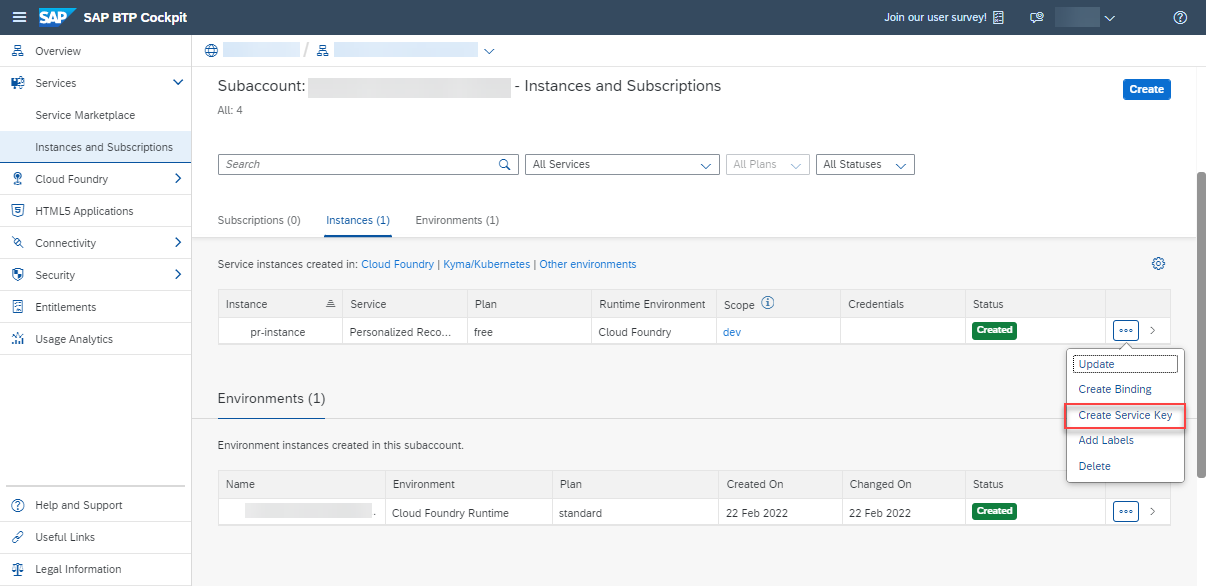 SAP SAP BTP Cockpit
Join our user survey!
Overview
Services
Service Marketplace
Instances and Subscriptions
Cloud Foundry
HTML5 Applications
Connectivity
Security
Entitlements
Usage Analytics
Help and Support
Useful Links
Legal Information
/
Subaccount: - Instances and Subscriptions
Create
All: 4
Search
All Services
All Plans
All Statuses
Subscriptions (0) Instances (1) Environments (1)
Service instances created in: Cloud Foundry | Kyma/Kubernetes | Other environments
Instance Service Plan Runtime Environment Scope Credentials Status
pr-instance Personalized Reco... free Cloud Foundry dev Created
Update
Create Binding
Create Service Key
Add Labels
Delete
Environments (1)
Environment instances created in this subaccount.
Name Environment Plan Created On Changed On Status
. Cloud Foundry Runtime standard 22 Feb 2022 22 Feb 2022 Created